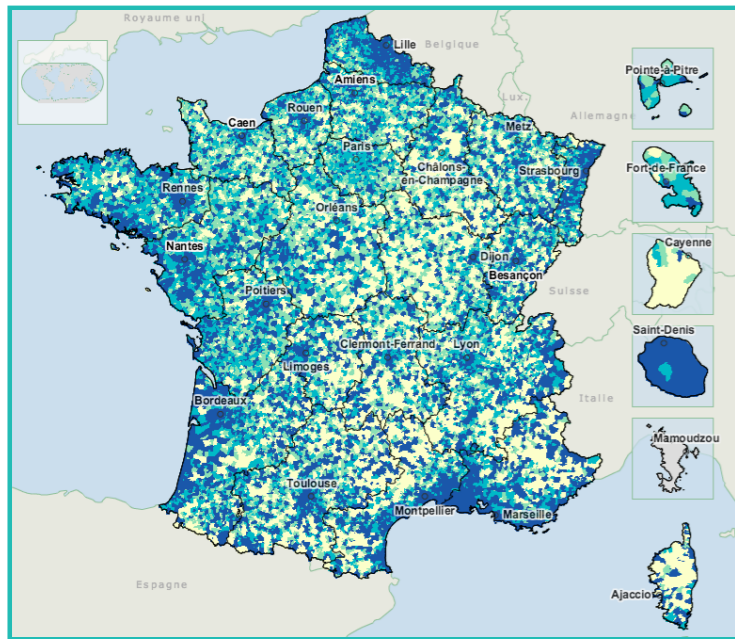 Royaume uni
Lille
Belgique
Pointe-à-Pitre
Amiens
Rouen
Lux.
Allemagne
Caen
Metz
Paris
Châlons-
en-Champagne
Strasbourg
Fort-de-France
Rennes
Orléans
Nantes
Cayenne
Dijon
Besançon
Poitiers
Suisse
Saint-Denis
Clermont-Ferrand
Lyon
Limoges
Bordeaux
Italie
Mamoudzou
Toulouse
Montpellier
Marseille
Espagne
Ajaccio